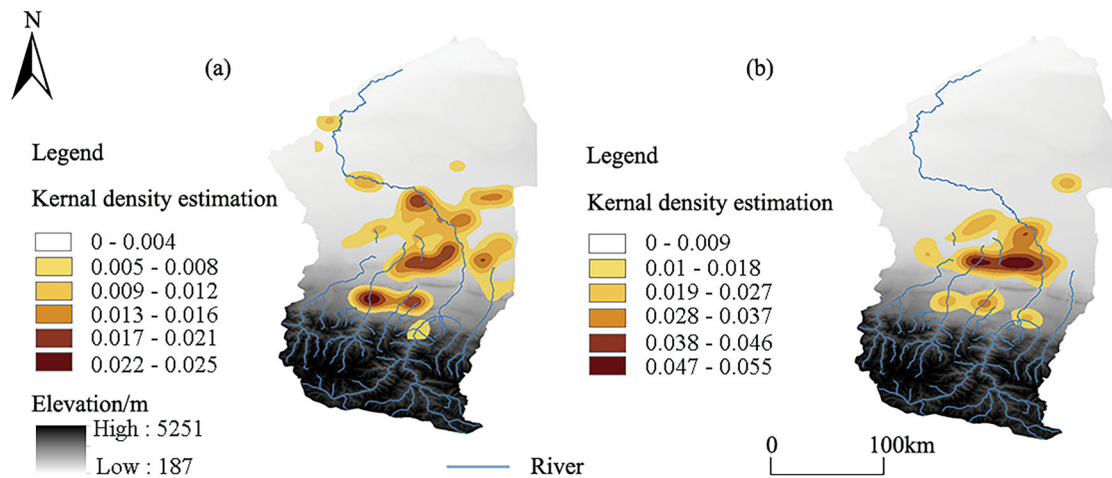 N
(a)
(b)
Legend
Kernal density estimation
0 - 0.004
0.005 - 0.008
0.009 - 0.012
0.013 - 0.016
0.017 - 0.021
0.022 - 0.025
Elevation/m
High : 5251
Low : 187
River
Legend
Kernal density estimation
0 - 0.009
0.01 - 0.018
0.019 - 0.027
0.028 - 0.037
0.038 - 0.046
0.047 - 0.055
0 100km